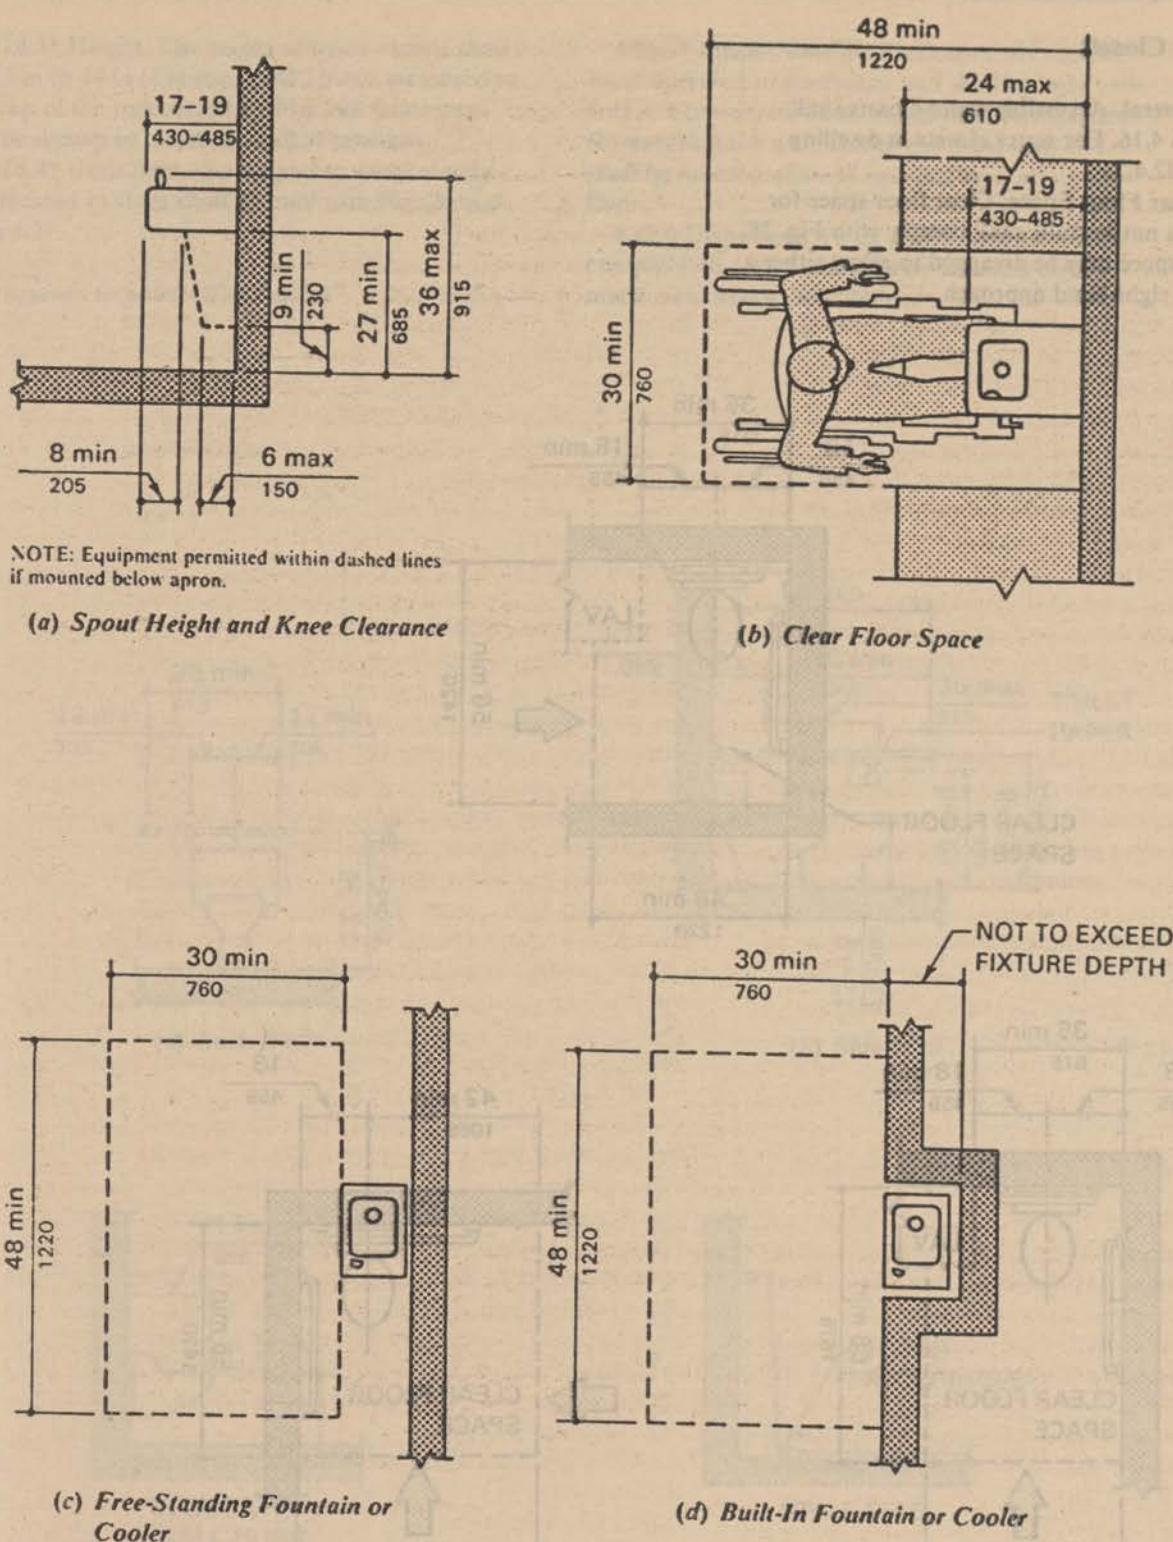 17-19
430-485
9 min
230
27 min
685
36 max
915
8 min
205
6 max
150
NOTE: Equipment permitted within dashed lines
if mounted below apron.
(a) Spout Height and Knee Clearance
48 min
1220
24 max
610
17-19
430-485
30 min
760
(b) Clear Floor Space
30 min
760
48 min
1220
(c) Free-Standing Fountain or
Cooler
30 min
760
NOT TO EXCEED
FIXTURE DEPTH
48 min
1220
(d) Built-In Fountain or Cooler